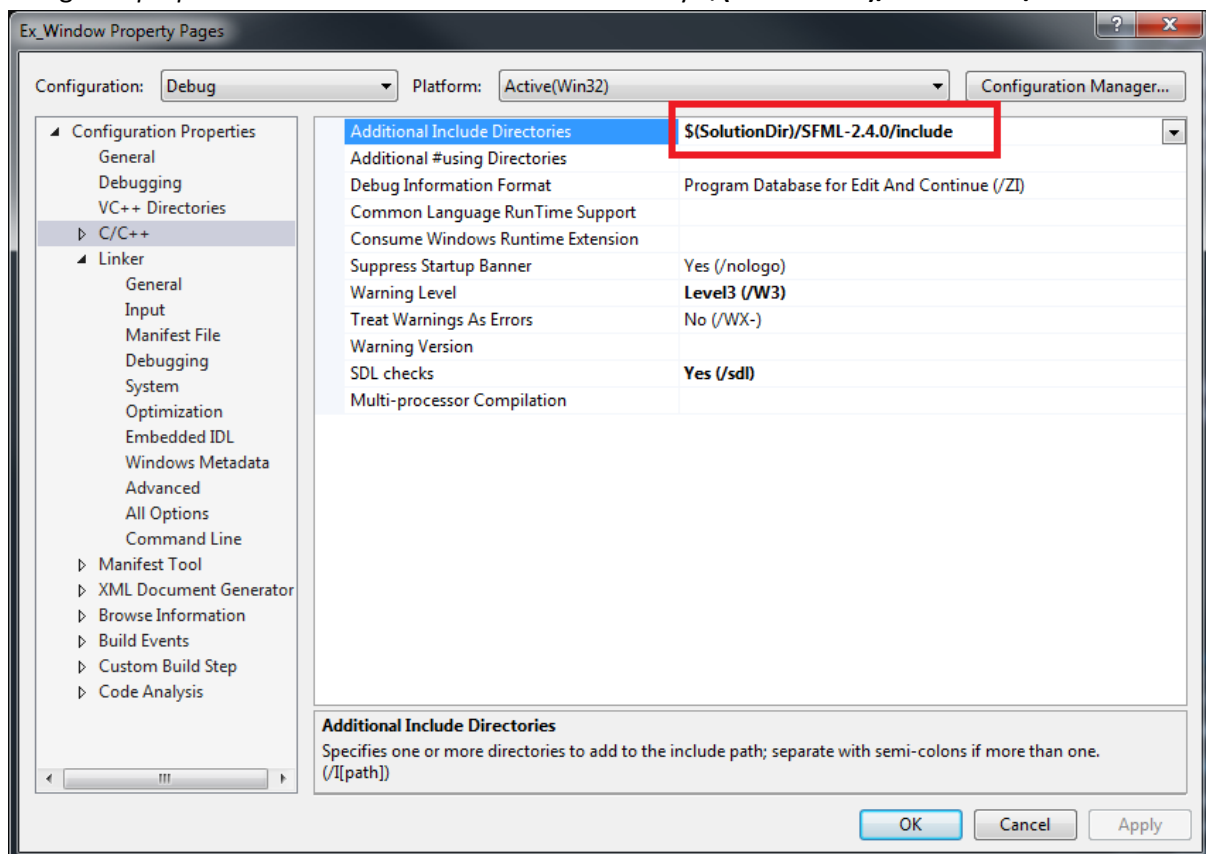 Ex_Window Property Pages
Configuration: Debug Platform: Active(Win32) Configuration Manager...
Configuration Properties
General
Debugging
VC++ Directories
C/C++
Linker
General
Input
Manifest File
Debugging
System
Optimization
Embedded IDL
Windows Metadata
Advanced
All Options
Command Line
Manifest Tool
XML Document Generator
Browse Information
Build Events
Custom Build Step
Code Analysis
Additional Include Directories $(SolutionDir)/SFML-2.4.0/include
Additional #using Directories
Debug Information Format Program Database for Edit And Continue (/ZI)
Common Language RunTime Support
Consume Windows Runtime Extension
Suppress Startup Banner Yes (/nologo)
Warning Level Level3 (/W3)
Treat Warnings As Errors No (/WX-)
Warning Version
SDL checks Yes (/sdl)
Multi-processor Compilation
Additional Include Directories
Specifies one or more directories to add to the include path; separate with semi-colons if more than one.
(/I[path])
OK Cancel Apply